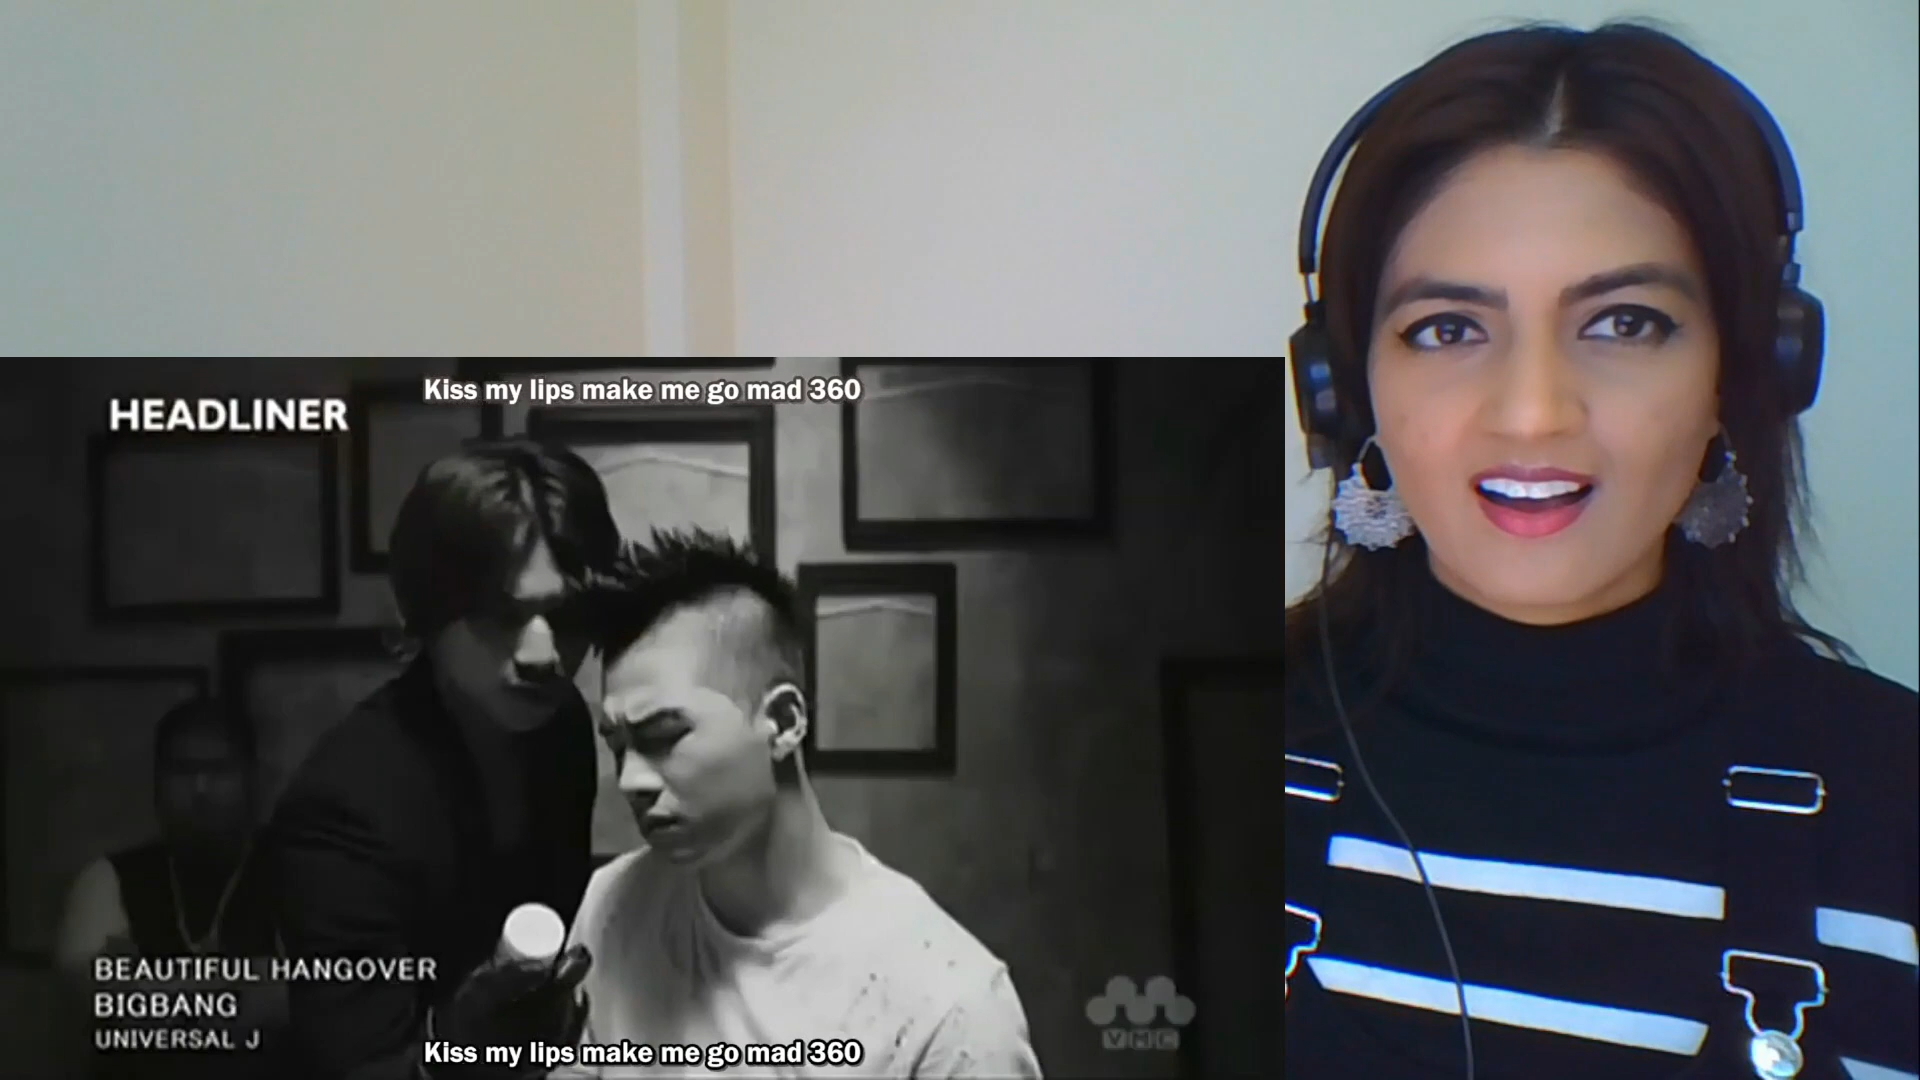 Kiss my lips make me go mad 360
HEADLINER
BEAUTIFUL HANGOVER
BIGBANG
UNIVERSAL J
VMC
Kiss my lips make me go mad 360